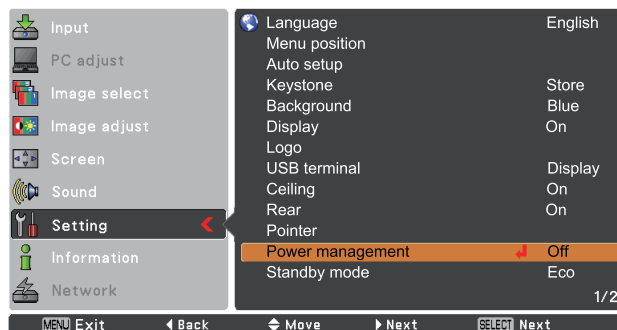 Input
PC adjust
Image select
Image adjust
Screen
Sound
Setting
Information
Network
Language English
Menu position
Auto setup
Keystone Store
Background Blue
Display On
Logo
USB terminal Display
Ceiling On
Rear On
Pointer
Power management Off
Standby mode Eco
1/2
MENU Exit Back Move Next SELECT Next